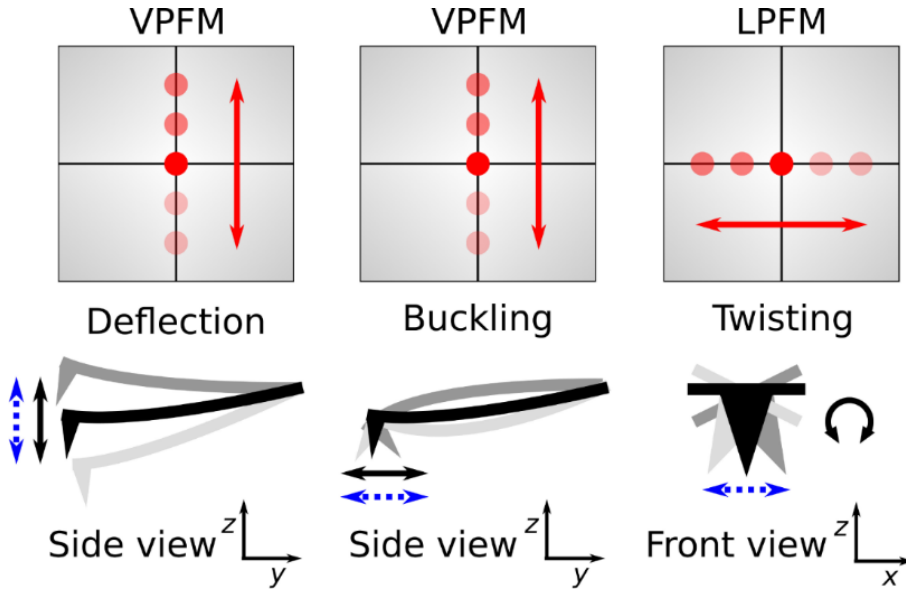 VPFM VPFM LPFM
Deflection Buckling Twisting
Side view z y Side view z y Front view z x